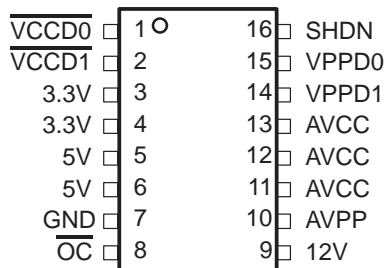 VCCD0 1 16 SHDN
VCCD1 2 15 VPPD0
3.3V 3 14 VPPD1
3.3V 4 13 AVCC
5V 5 12 AVCC
5V 6 11 AVCC
GND 7 10 AVPP
OC 8 9 12V